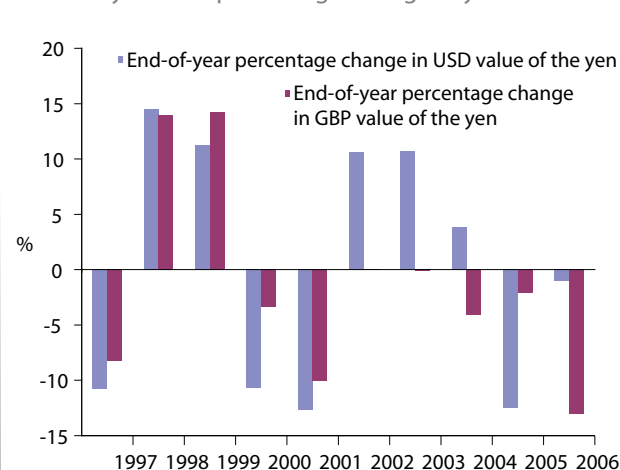 20
End-of-year percentage change in USD value of the yen
End-of-year percentage change
in GBP value of the yen
15
10
5
%
0
-5
-10
-15
1997 1998 1999 2000 2001 2002 2003 2004 2005 2006